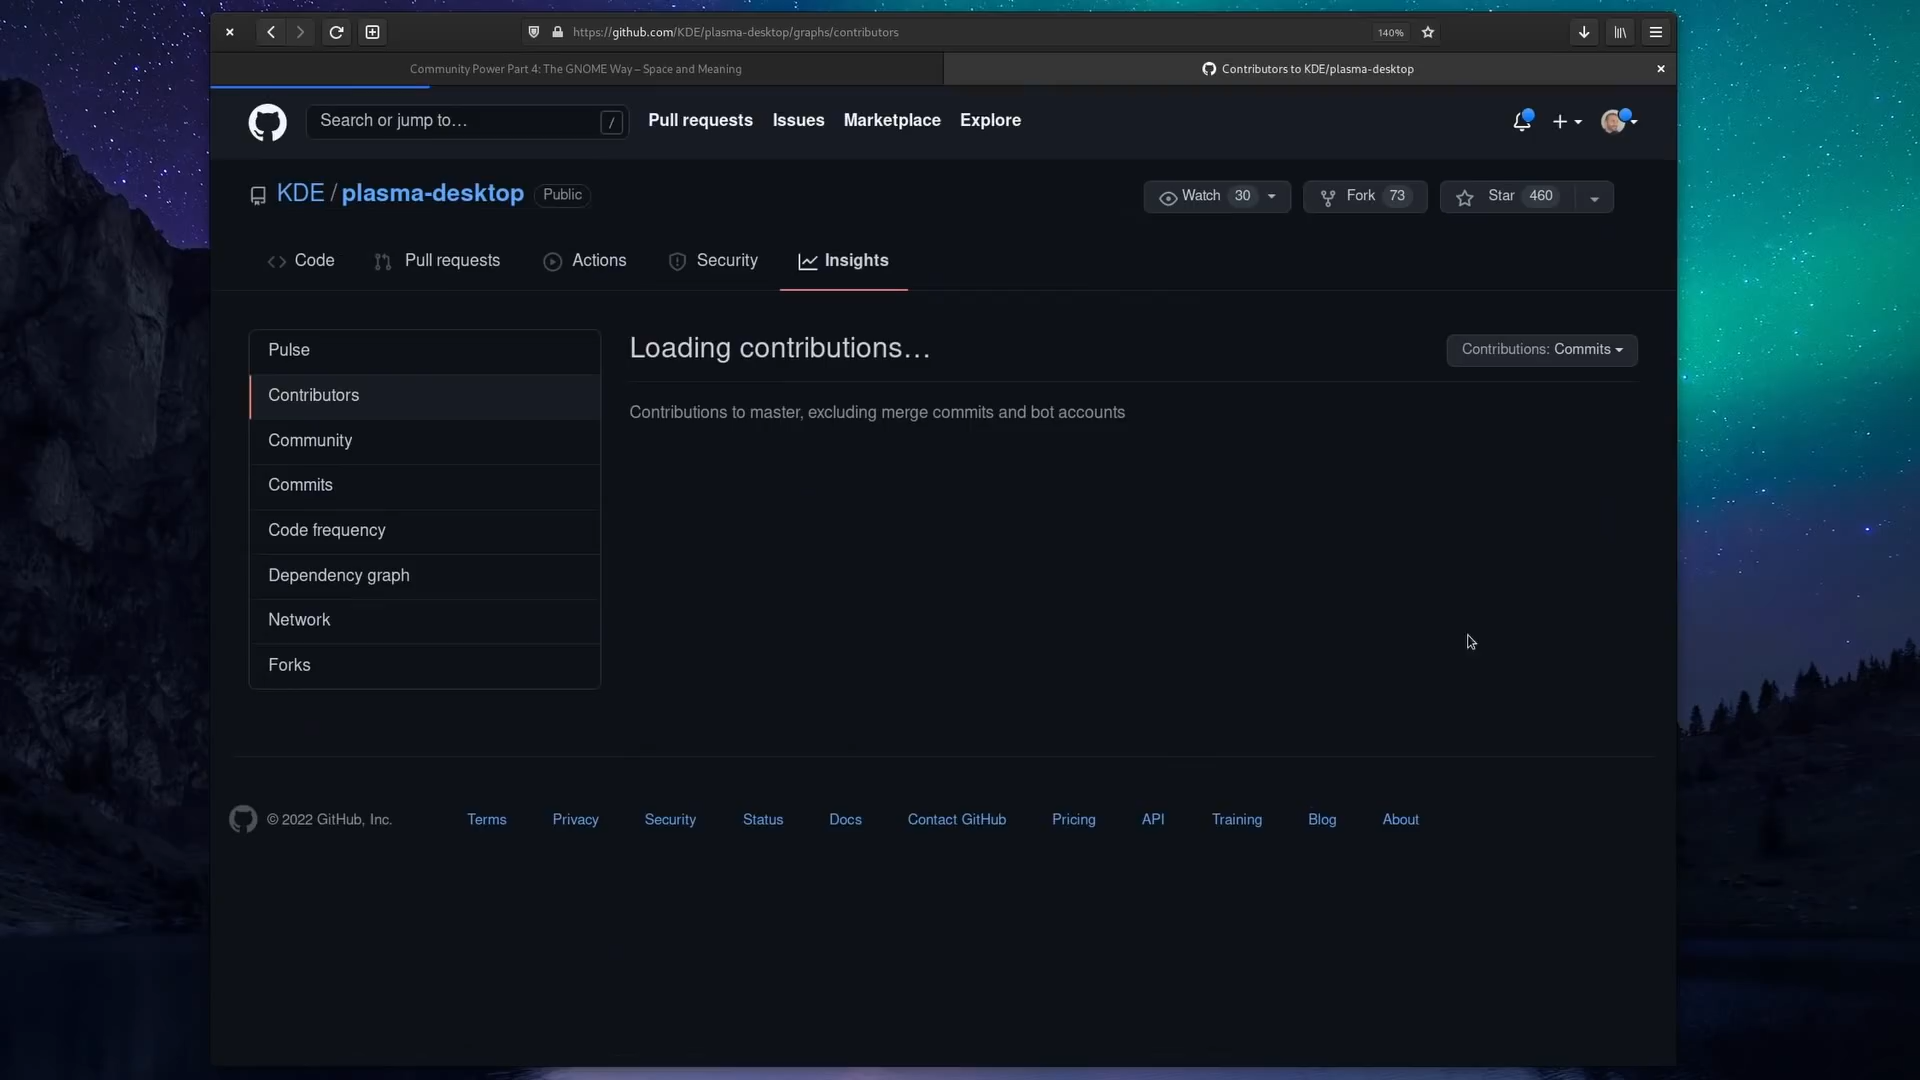 https://github.com/KDE/plasma-desktop/graphs/contributors
140%
Community Power Part 4: The GNOME Way – Space and Meaning
Contributors to KDE/plasma-desktop
Search or jump to…
/
Pull requests
Issues
Marketplace
Explore
KDE / plasma-desktop
Public
Watch 30
Fork 73
Star 460
Code
Pull requests
Actions
Security
Insights
Pulse
Contributors
Community
Commits
Code frequency
Dependency graph
Network
Forks
Loading contributions…
Contributions: Commits
Contributions to master, excluding merge commits and bot accounts
© 2022 GitHub, Inc.
Terms
Privacy
Security
Status
Docs
Contact GitHub
Pricing
API
Training
Blog
About